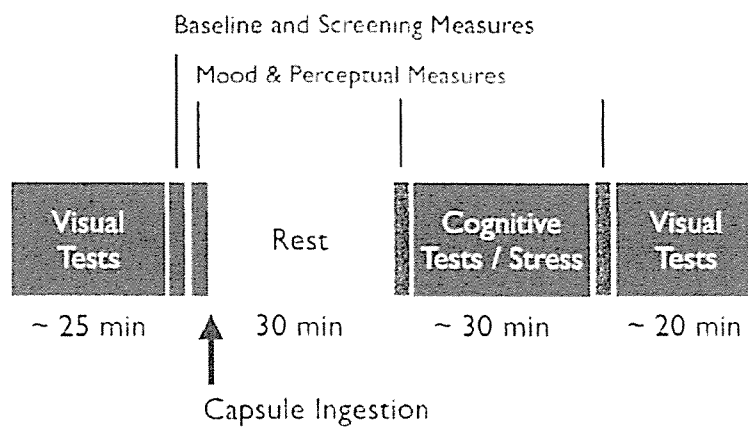 Baseline and Screening Measures
Mood & Perceptual Measures
Visual
Tests
Rest
Cognitive
Tests / Stress
Visual
Tests
~ 25 min
30 min
~ 30 min
~ 20 min
Capsule Ingestion